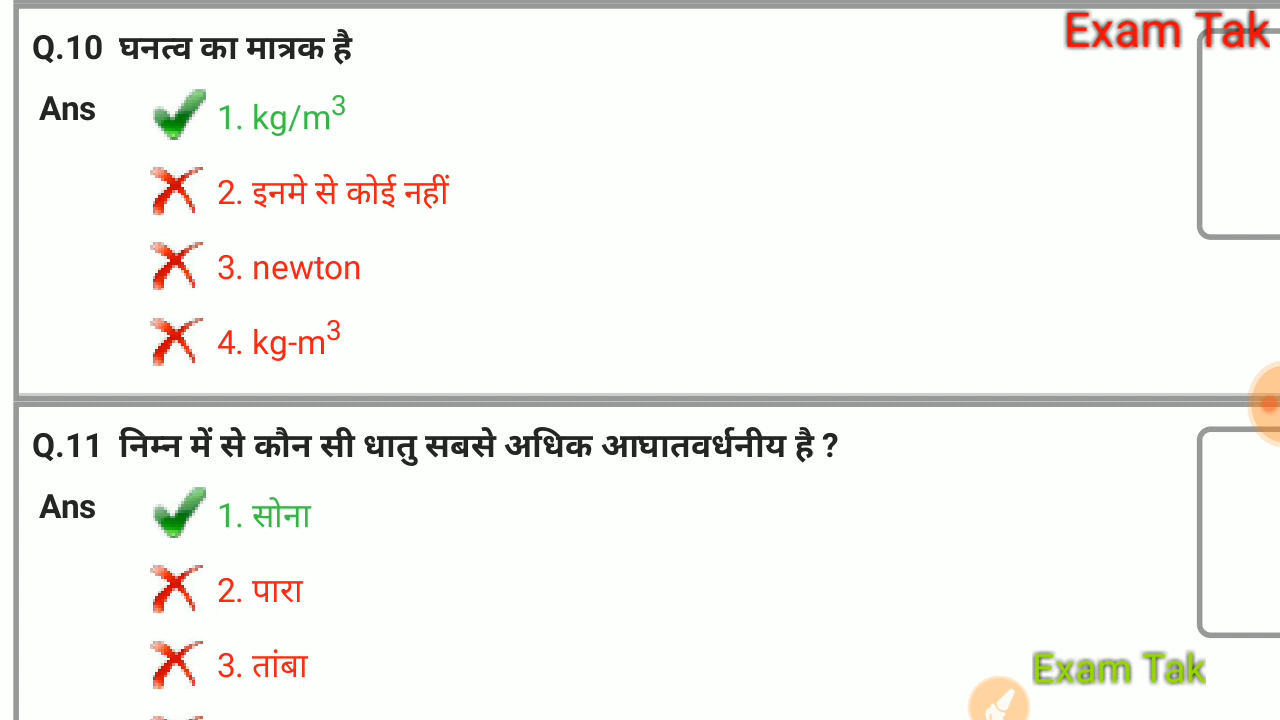 Exam Tak
Q.10 घनत्व का मात्रक है
Ans 1. kg/m³
2. इनमे से कोई नहीं
3. newton
4. kg-m³
Q.11 निम्न में से कौन सी धातु सबसे अधिक आघातवर्धनीय है ?
Ans 1. सोना
2. पारा
3. तांबा
Exam Tak